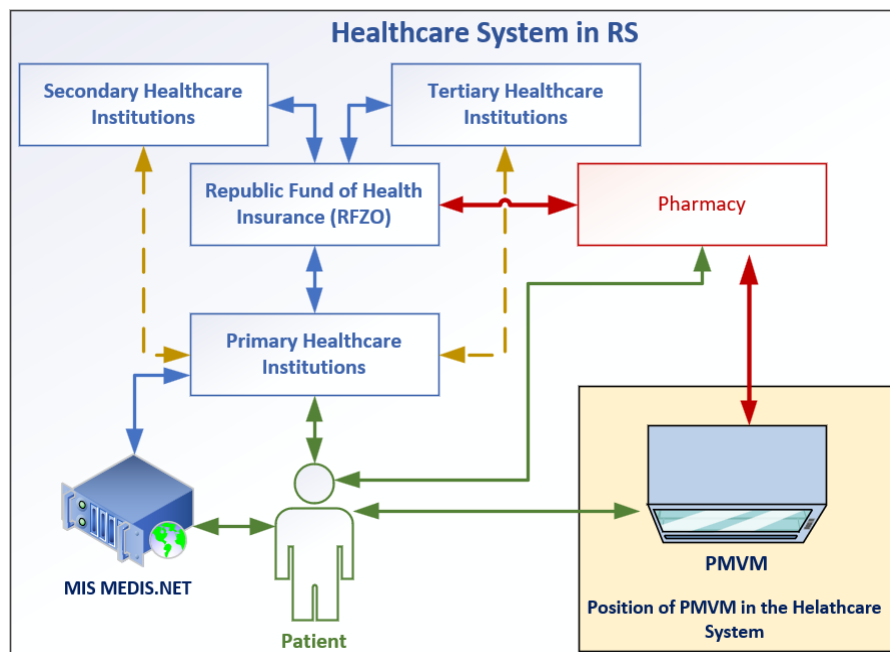 Healthcare System in RS
Secondary Healthcare
Institutions
Tertiary Healthcare
Institutions
Republic Fund of Health
Insurance (RFZO)
Pharmacy
Primary Healthcare
Institutions
MIS MEDIS.NET
Patient
PMVM
Position of PMVM in the Helathcare
System